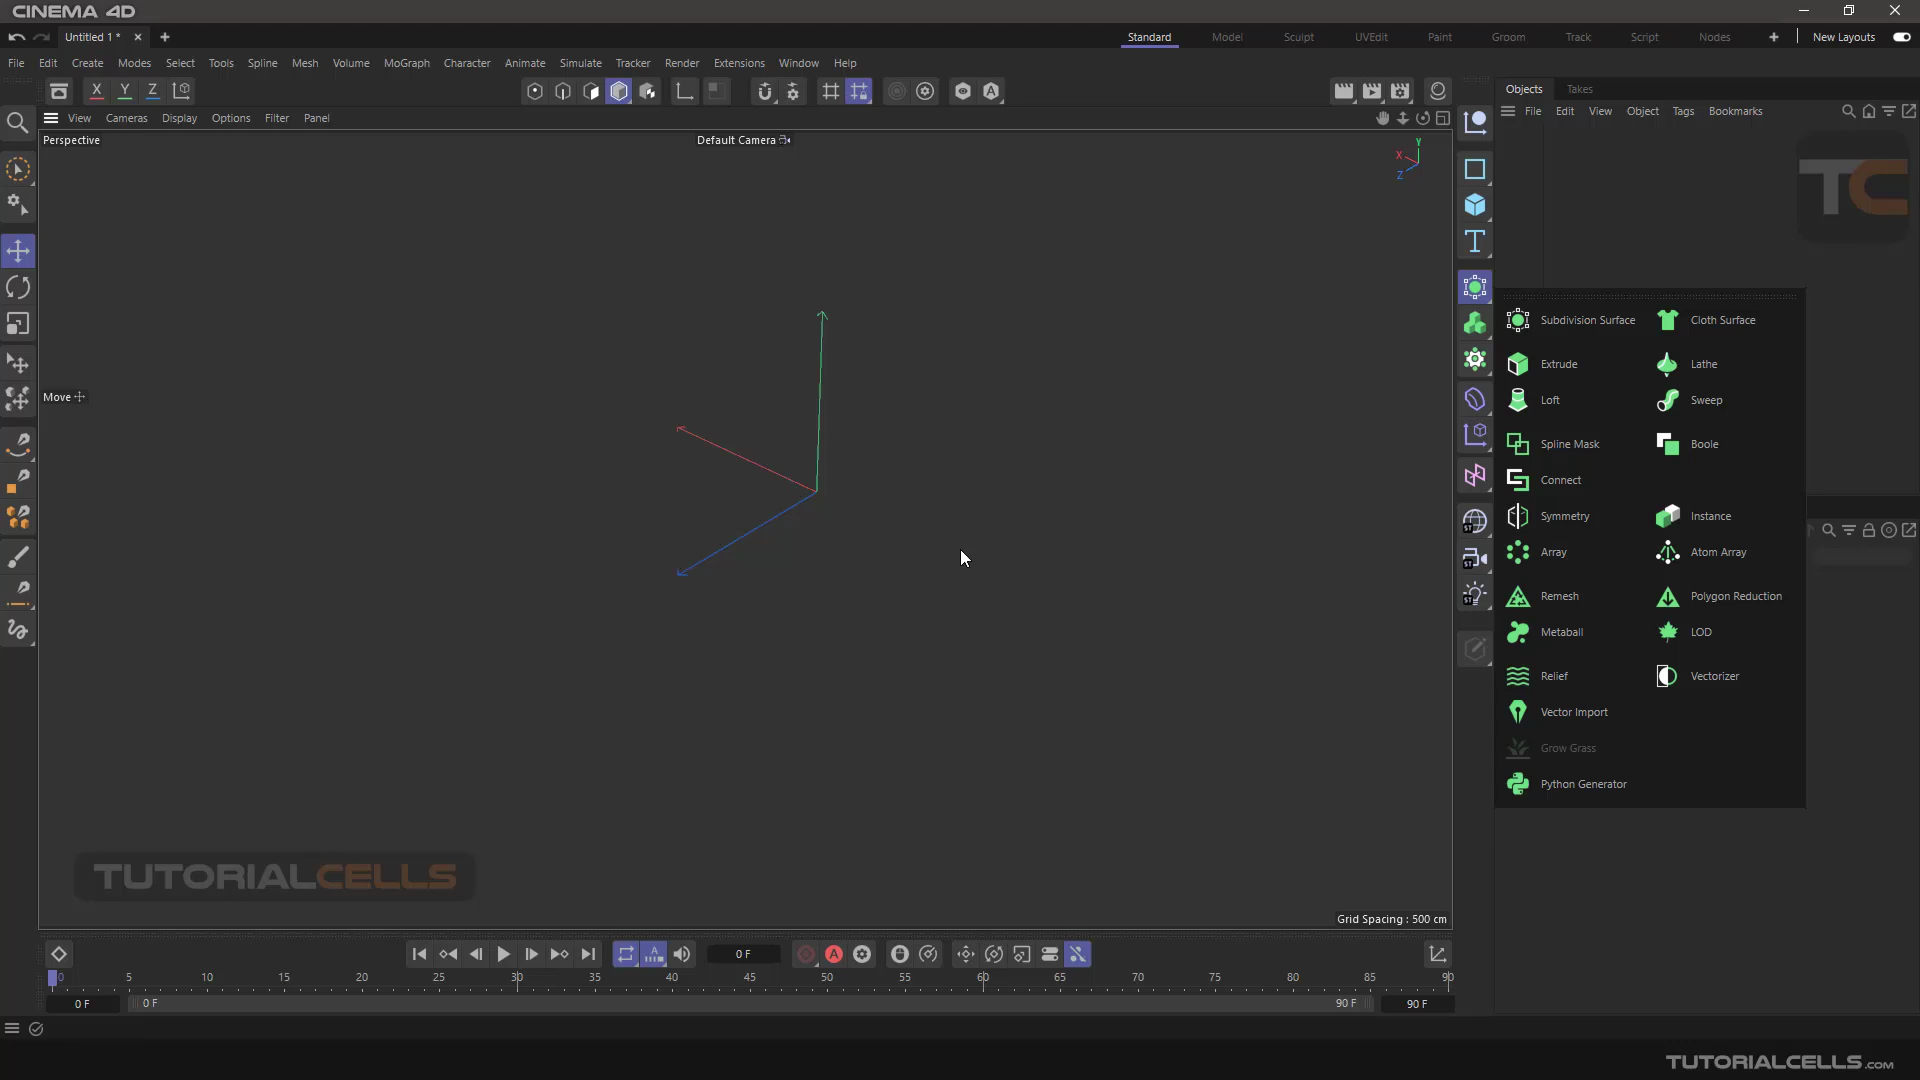 CINEMA 4D
Untitled 1 *
Standard Model Sculpt UVEdit Paint Groom Track Script Nodes New Layouts
File Edit Create Modes Select Tools Spline Mesh Volume MoGraph Character Animate Simulate Tracker Render Extensions Window Help
X Y Z
Objects Takes
View Cameras Display Options Filter Panel
File Edit View Object Tags Bookmarks
Perspective
Default Camera
Y
X
Z
TC
Move
Subdivision Surface Cloth Surface
Extrude Lathe
Loft Sweep
Spline Mask Boole
Connect
Symmetry Instance
Array Atom Array
Remesh Polygon Reduction
Metaball LOD
Relief Vectorizer
Vector Import
Grow Grass
Python Generator
ST
ST
ST
TUTORIALCELLS
Grid Spacing : 500 cm
A 0 F A
0 5 10 15 20 25 30 35 40 45 50 55 60 65 70 75 80 85 90
0 F 0 F 90 F 90 F
TUTORIALCELLS.COM